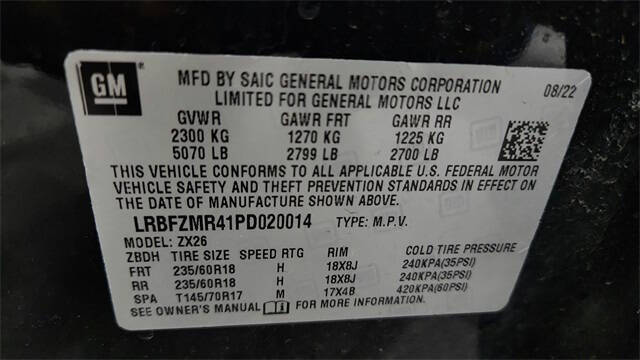 GM
MFD BY SAIC GENERAL MOTORS CORPORATION 08/22
LIMITED FOR GENERAL MOTORS LLC
GVWR GAWR FRT GAWR RR
2300 KG 1270 KG 1225 KG
5070 LB 2799 LB 2700 LB
THIS VEHICLE CONFORMS TO ALL APPLICABLE U.S. FEDERAL MOTOR
VEHICLE SAFETY AND THEFT PREVENTION STANDARDS IN EFFECT ON
THE DATE OF MANUFACTURE SHOWN ABOVE.
LRBFZMR41PD020014 TYPE: M.P.V.
MODEL: ZX26
ZBDH TIRE SIZE SPEED RTG RIM COLD TIRE PRESSURE
FRT 235/60R18 H 18X8J 240KPA(35PSI)
RR 235/60R18 H 18X8J 240KPA(35PSI)
SPA T145/70R17 M 17X4B 420KPA(60PSI)
SEE OWNER'S MANUAL FOR MORE INFORMATION.